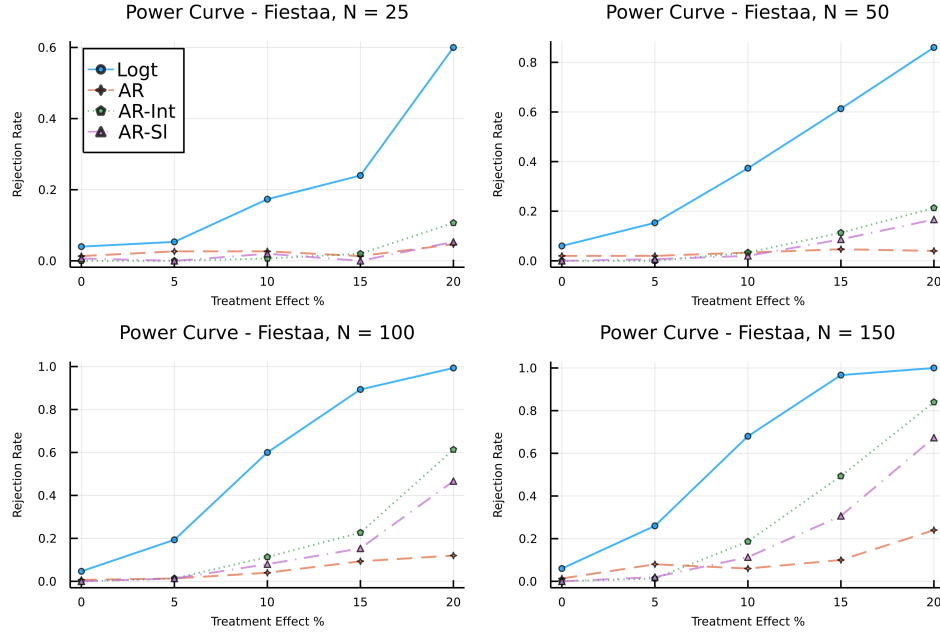 Power Curve - Fiestaa, N = 25
Rejection Rate
0.6
0.4
0.2
0.0
Logt
AR
AR-Int
AR-SI
0 5 10 15 20
Treatment Effect %
Power Curve - Fiestaa, N = 50
Rejection Rate
0.8
0.6
0.4
0.2
0.0
0 5 10 15 20
Treatment Effect %
Power Curve - Fiestaa, N = 100
Rejection Rate
1.0
0.8
0.6
0.4
0.2
0.0
0 5 10 15 20
Treatment Effect %
Power Curve - Fiestaa, N = 150
Rejection Rate
1.0
0.8
0.6
0.4
0.2
0.0
0 5 10 15 20
Treatment Effect %